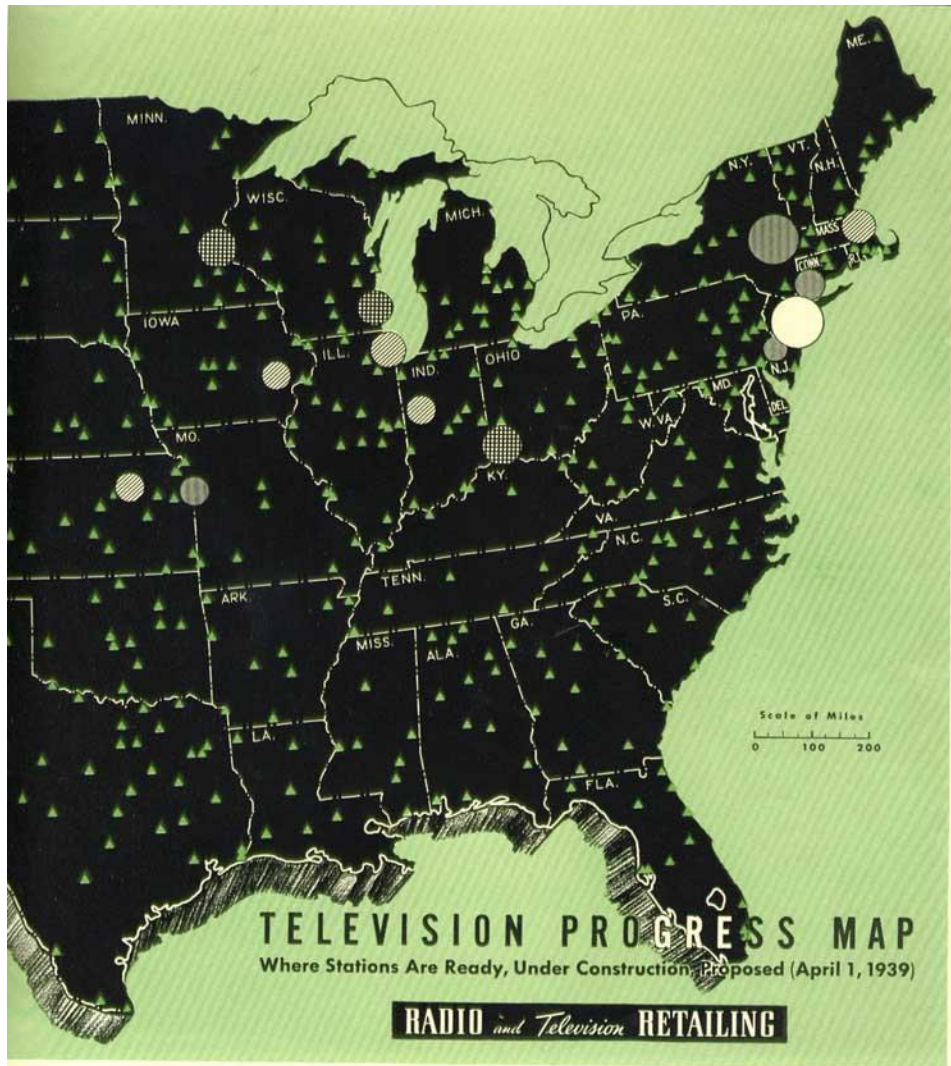 ME.
MINN.
VT.
N.Y.
N.H.
WISC.
MICH.
MASS
CONN.
R.I.
IOWA
PA.
ILL.
OHIO
IND.
N.J.
MD.
DEL.
W.VA.
MO.
KY.
VA.
N.C.
TENN.
ARK.
S.C.
GA.
MISS.
ALA.
Scale of Miles
0 100 200
LA.
FLA.
TELEVISION PROGRESS MAP
Where Stations Are Ready, Under Construction, Proposed (April 1, 1939)
RADIO and Television RETAILING